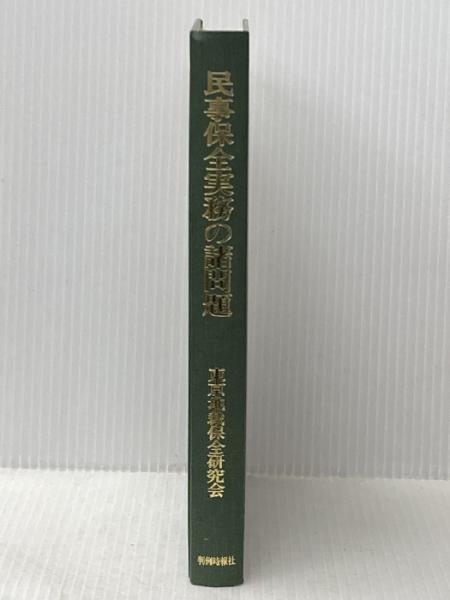 民事保全実務の諸問題
東京地裁保全研究会
判例時報社